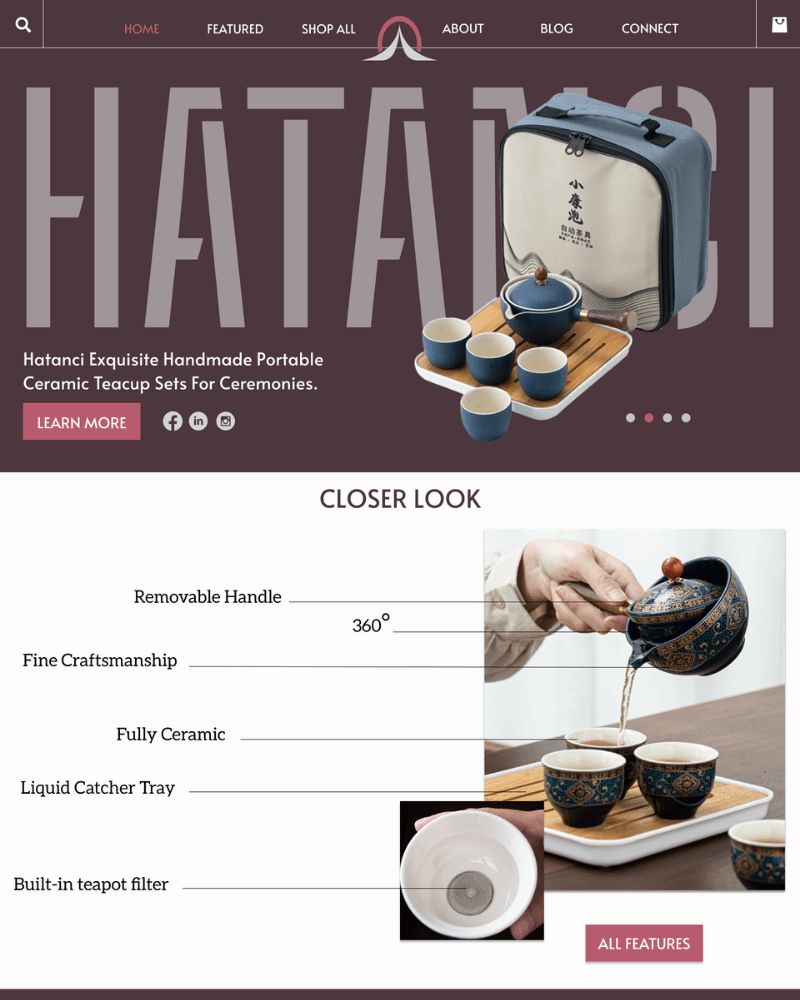 HOME
FEATURED
SHOP ALL
ABOUT
BLOG
CONNECT
HATANCI
小康泡
自动茶具
Hatanci Exquisite Handmade Portable
Ceramic Teacup Sets For Ceremonies.
LEARN MORE
CLOSER LOOK
Removable Handle
360°
Fine Craftsmanship
Fully Ceramic
Liquid Catcher Tray
Built-in teapot filter
ALL FEATURES